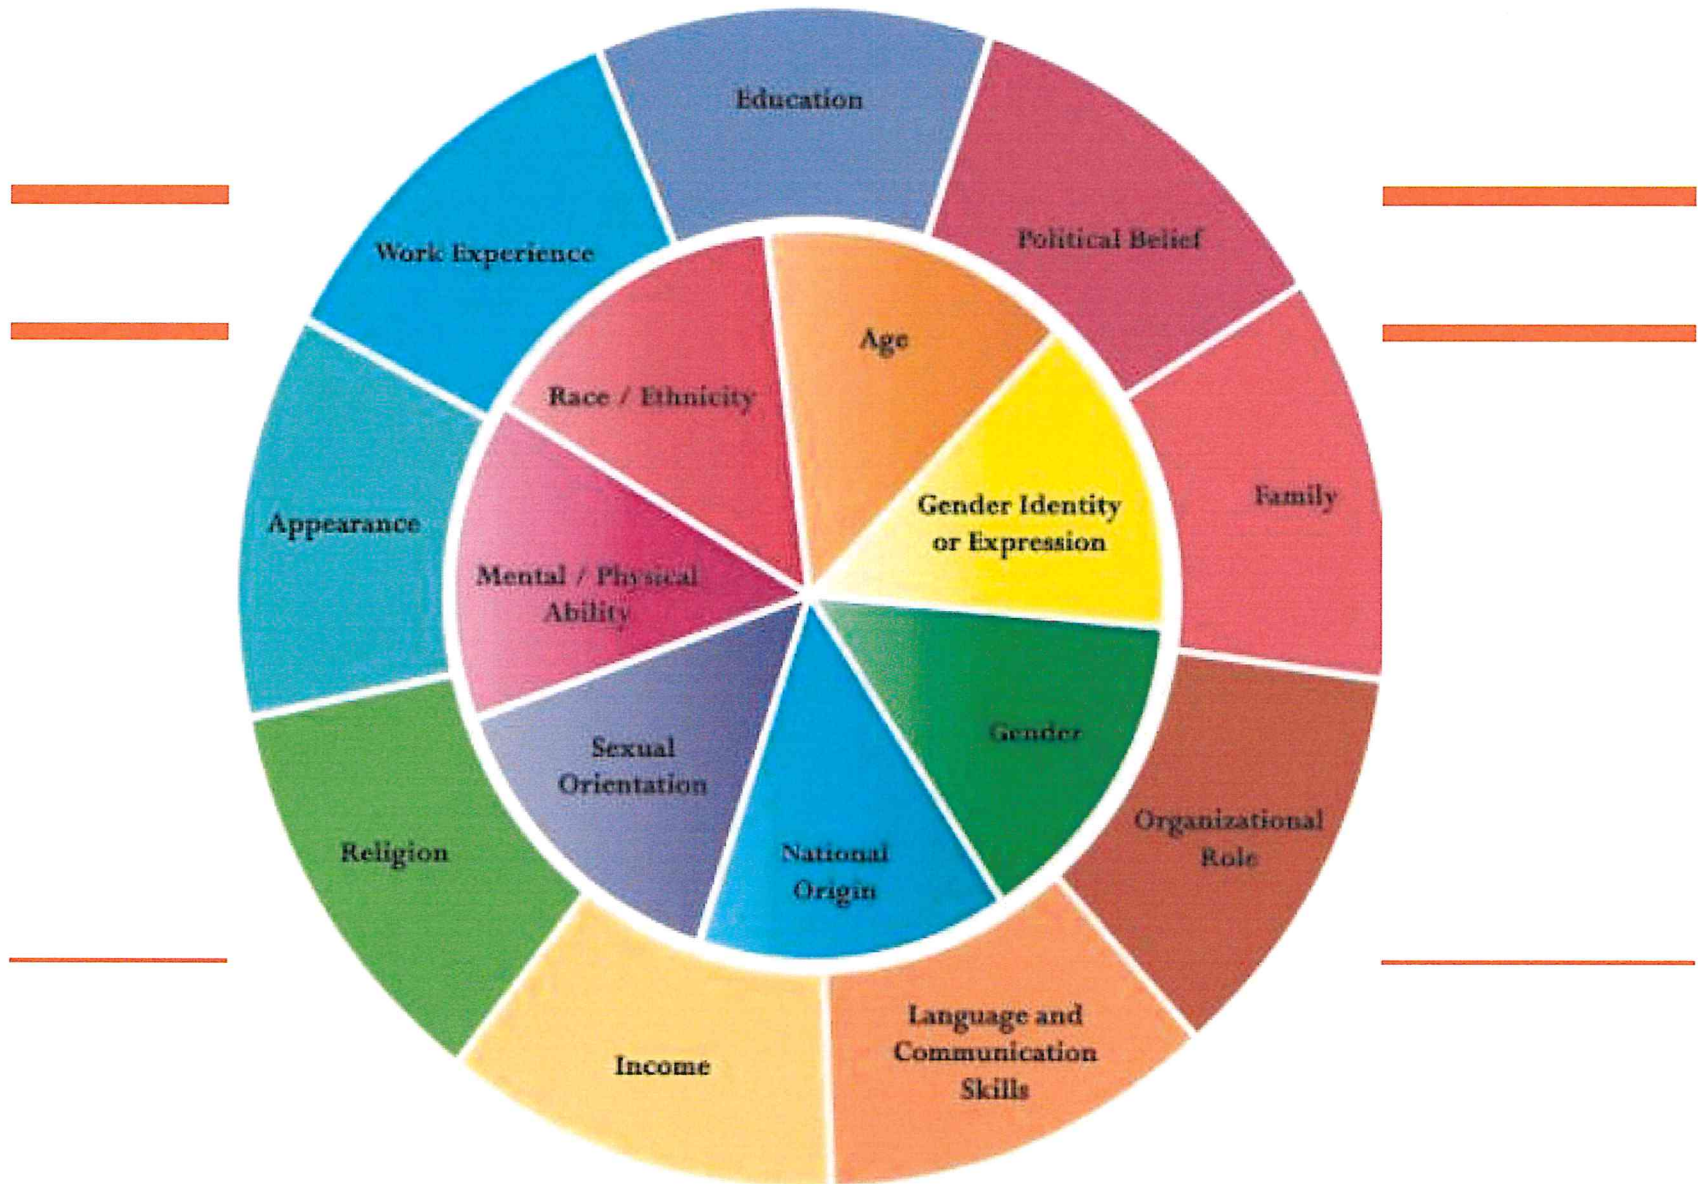 Education
Political Belief
Work Experience
Age
Race / Ethnicity
Family
Gender Identity
or Expression
Appearance
Mental / Physical
Ability
Gender
Sexual
Orientation
Organizational
Role
National
Origin
Religion
Language and
Communication
Skills
Income